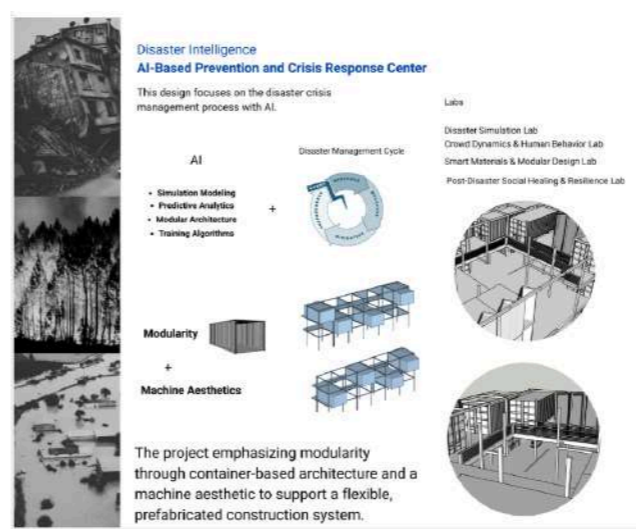 Disaster Intelligence
AI-Based Prevention and Crisis Response Center
This design focuses on the disaster crisis
management process with AI.
AI
• Simulation Modeling
• Predictive Analytics
• Modular Architecture
• Training Algorithms
+
Disaster Management Cycle
Labs
Disaster Simulation Lab
Crowd Dynamics & Human Behavior Lab
Smart Materials & Modular Design Lab
Post-Disaster Social Healing & Resilience Lab
Modularity
+
Machine Aesthetics
The project emphasizing modularity
through container-based architecture and a
machine aesthetic to support a flexible,
prefabricated construction system.